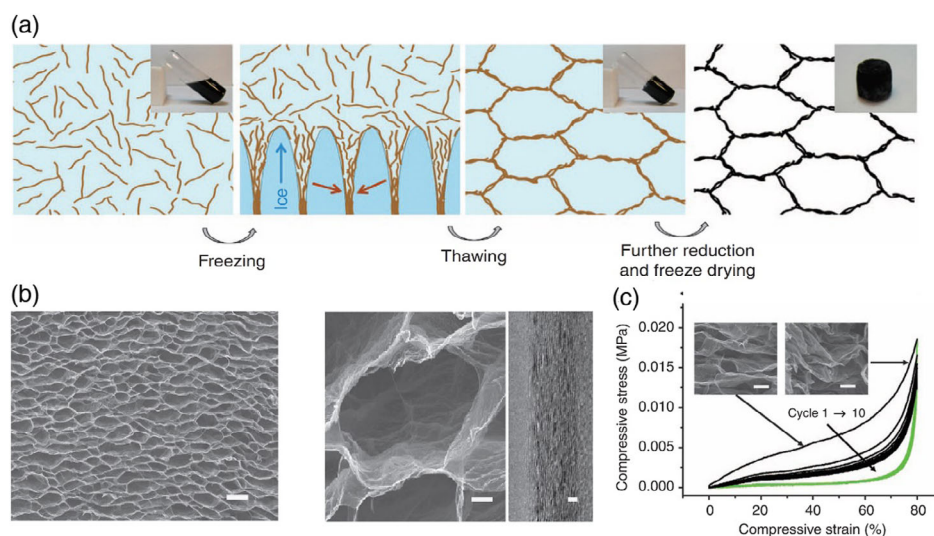 (a)
Ice
Freezing
Thawing
Further reduction
and freeze drying
(b)
(c)
Compressive stress (MPa)
0.020
0.015
0.010
0.005
0.000
Cycle 1 → 10
0
20
40
60
80
Compressive strain (%)